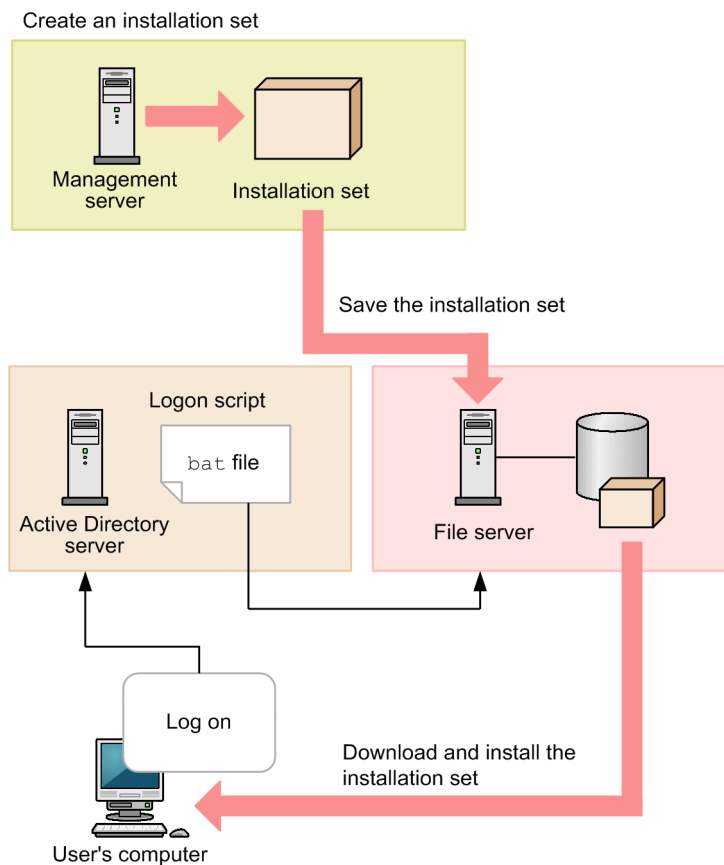 Create an installation set
Management
server
Installation set
Save the installation set
Logon script
bat file
Active Directory
server
File server
Log on
Download and install the
installation set
User's computer